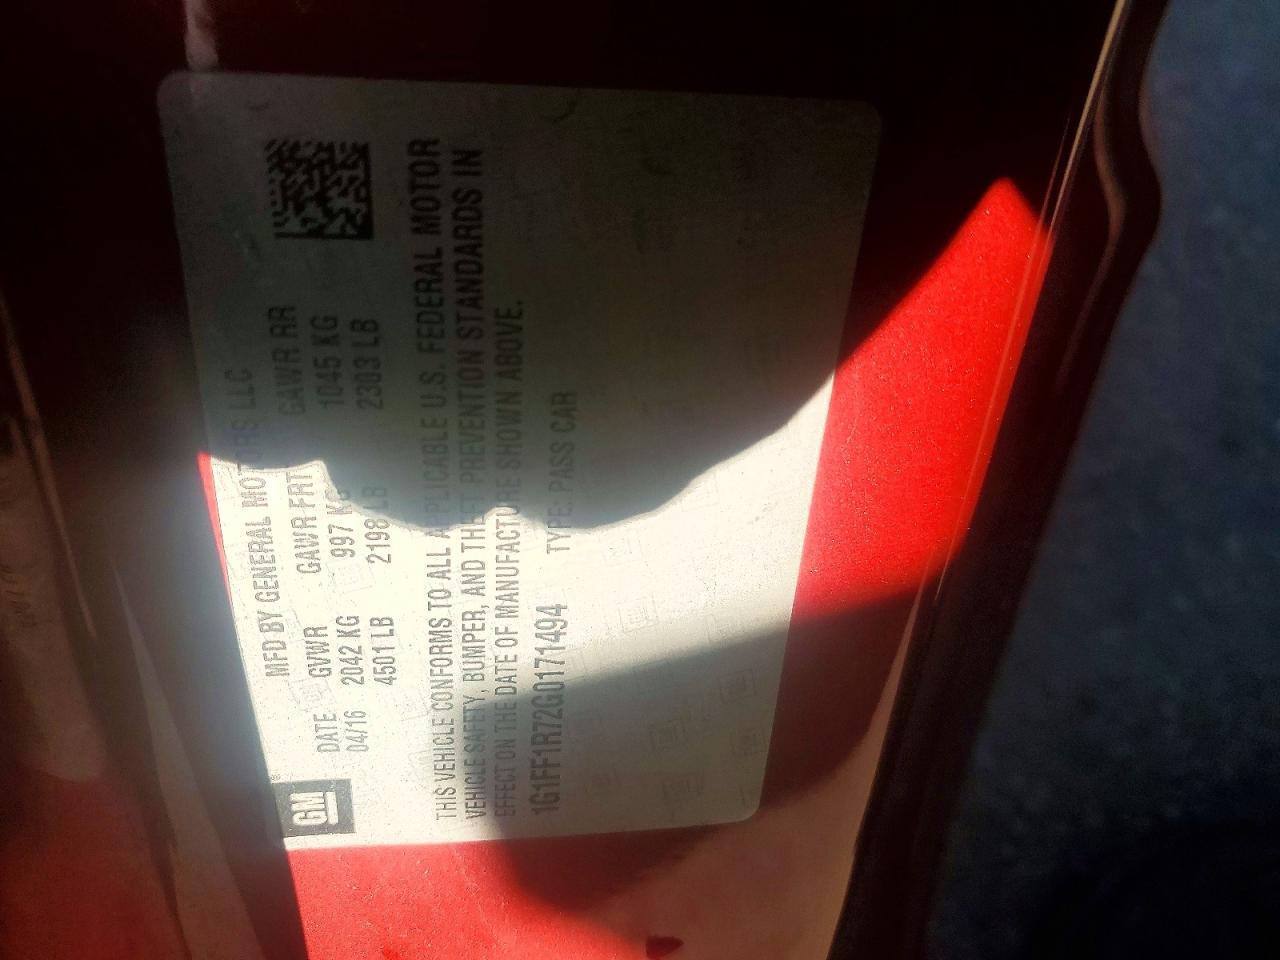 GM
MFD BY GENERAL MOTORS LLC
DATE GVWR GAWR FRT GAWR RR
04/16 2042 KG 997 KG 1045 KG
4501 LB 2198 LB 2303 LB
THIS VEHICLE CONFORMS TO ALL APPLICABLE U.S. FEDERAL MOTOR
VEHICLE SAFETY, BUMPER, AND THEFT PREVENTION STANDARDS IN
EFFECT ON THE DATE OF MANUFACTURE SHOWN ABOVE.
1G1FF1R72G0171494 TYPE: PASS CAR